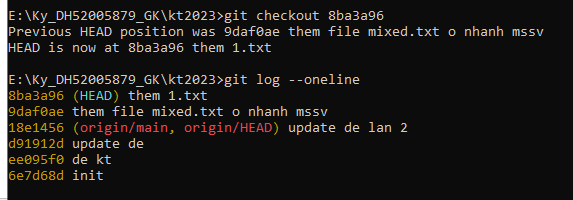 E:\Ky_DH52005879_GK\kt2023>git checkout 8ba3a96
Previous HEAD position was 9daf0ae them file mixed.txt o nhanh mssv
HEAD is now at 8ba3a96 them 1.txt
E:\Ky_DH52005879_GK\kt2023>git log --oneline
8ba3a96 (HEAD) them 1.txt
9daf0ae them file mixed.txt o nhanh mssv
18e1456 (origin/main, origin/HEAD) update de lan 2
d91912d update de
ee095f0 de kt
6e7d68d init